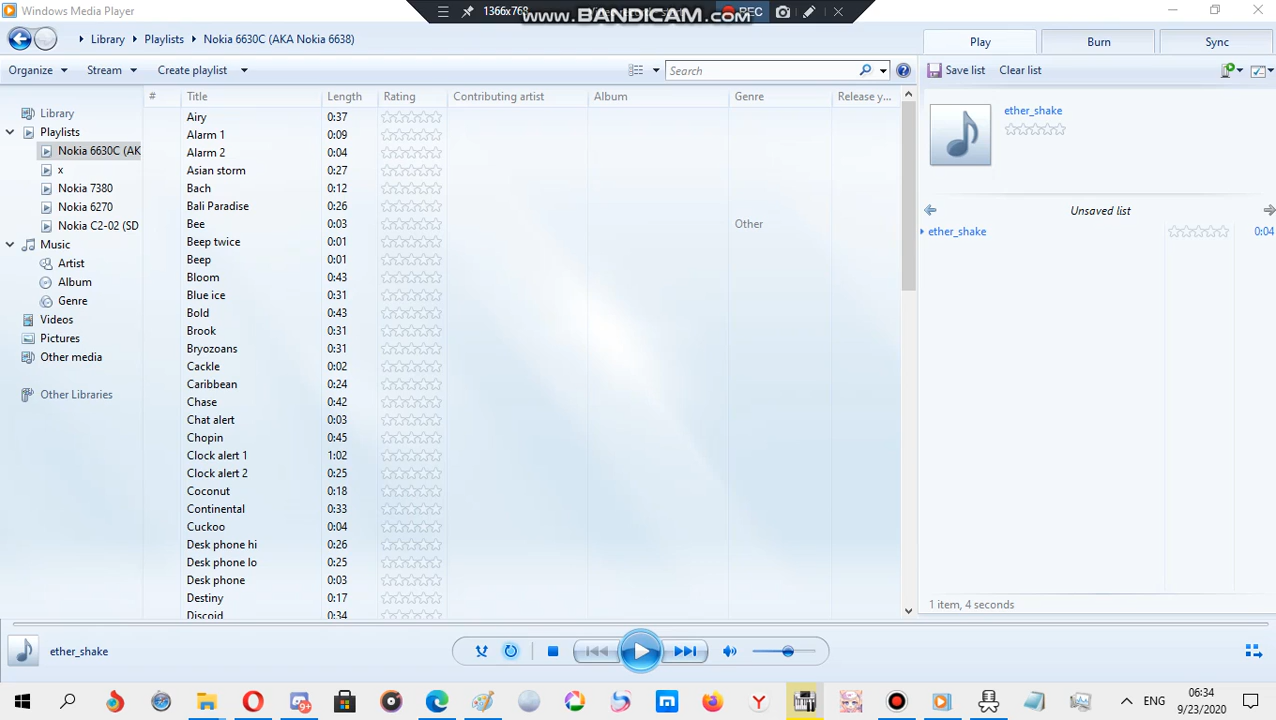 Windows Media Player
1366x768
REC
www.BANDICAM.com
Library
Playlists
Nokia 6630C (AKA Nokia 6638)
Play
Burn
Sync
Organize
Stream
Create playlist
Search
Save list
Clear list
Library
Playlists
Nokia 6630C (AK
x
Nokia 7380
Nokia 6270
Nokia C2-02 (SD
Music
Artist
Album
Genre
Videos
Pictures
Other media
Other Libraries
# Title Length Rating Contributing artist Album Genre Release y...
Airy 0:37
Alarm 1 0:09
Alarm 2 0:04
Asian storm 0:27
Bach 0:12
Bali Paradise 0:26
Bee 0:03 Other
Beep twice 0:01
Beep 0:01
Bloom 0:43
Blue ice 0:31
Bold 0:43
Brook 0:31
Bryozoans 0:31
Cackle 0:02
Caribbean 0:24
Chase 0:42
Chat alert 0:03
Chopin 0:45
Clock alert 1 1:02
Clock alert 2 0:25
Coconut 0:18
Continental 0:33
Cuckoo 0:04
Desk phone hi 0:26
Desk phone lo 0:25
Desk phone 0:03
Destiny 0:17
Discoid 0:34
ether_shake
Unsaved list
ether_shake 0:04
1 item, 4 seconds
ether_shake
ENG
06:34
9/23/2020